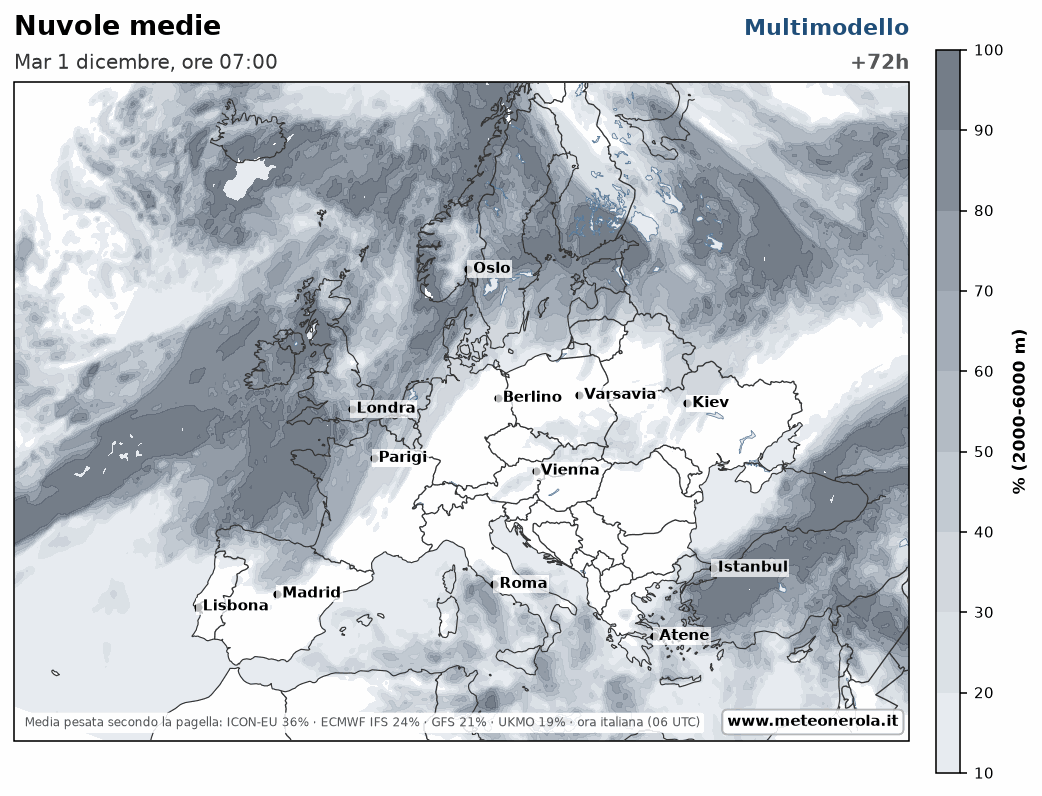 Nuvole medie
Multimodello
Mar 1 dicembre, ore 07:00
+72h
100
90
80
70
60
50
40
30
20
10
% (2000-6000 m)
Oslo
Berlino
Varsavia
Kiev
Londra
Parigi
Vienna
Istanbul
Roma
Madrid
Lisbona
Atene
Media pesata secondo la pagella: ICON-EU 36% · ECMWF IFS 24% · GFS 21% · UKMO 19% · ora italiana (06 UTC)
www.meteonerola.it